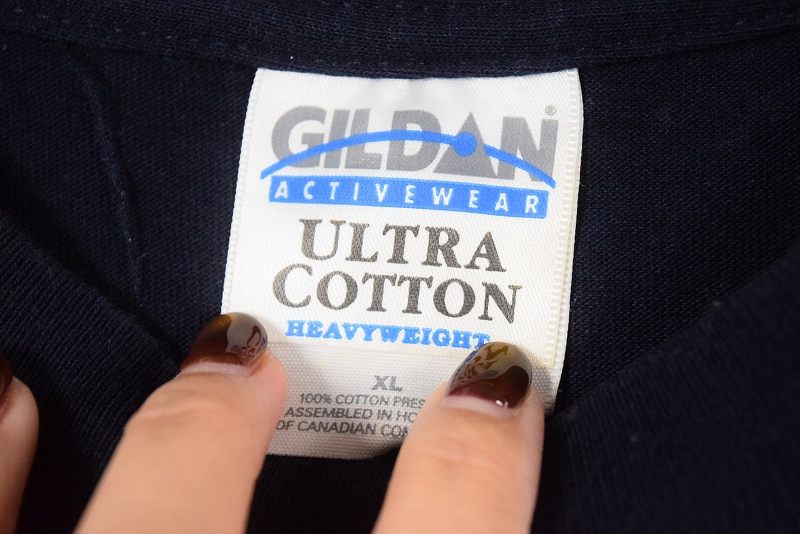 GILDAN®
ACTIVEWEAR
ULTRA
COTTON
HEAVYWEIGHT
XL
100% COTTON
ASSEMBLED IN
OF CANADIAN